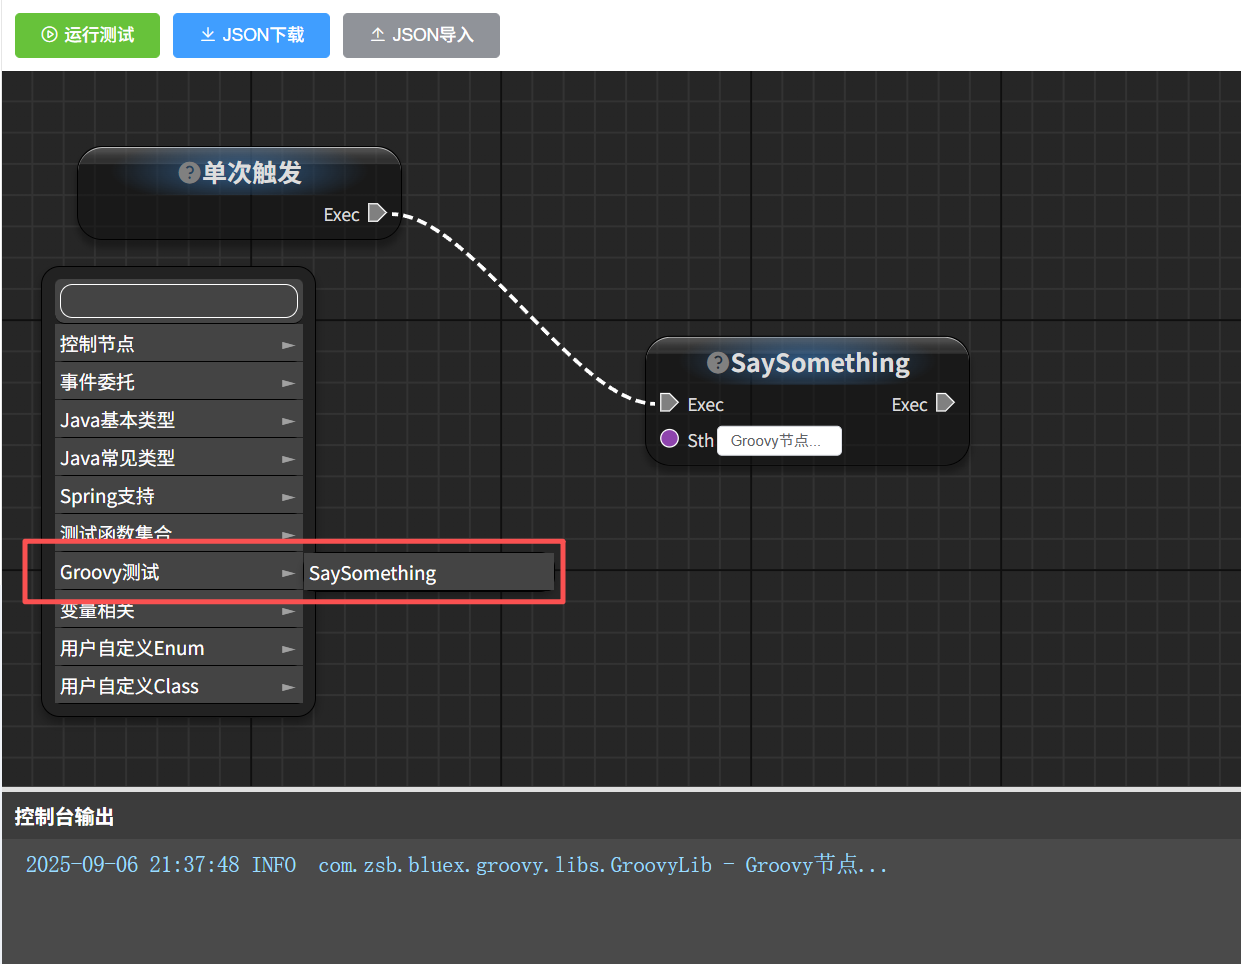 运行测试
JSON下载
JSON导入
单次触发
Exec
控制节点
事件委托
Java基本类型
Java常见类型
Spring支持
测试函数集合
Groovy测试
SaySomething
变量相关
用户自定义Enum
用户自定义Class
SaySomething
Exec Exec
Sth Groovy节点...
控制台输出
2025-09-06 21:37:48 INFO  com.zsb.bluex.groovy.libs.GroovyLib - Groovy节点...